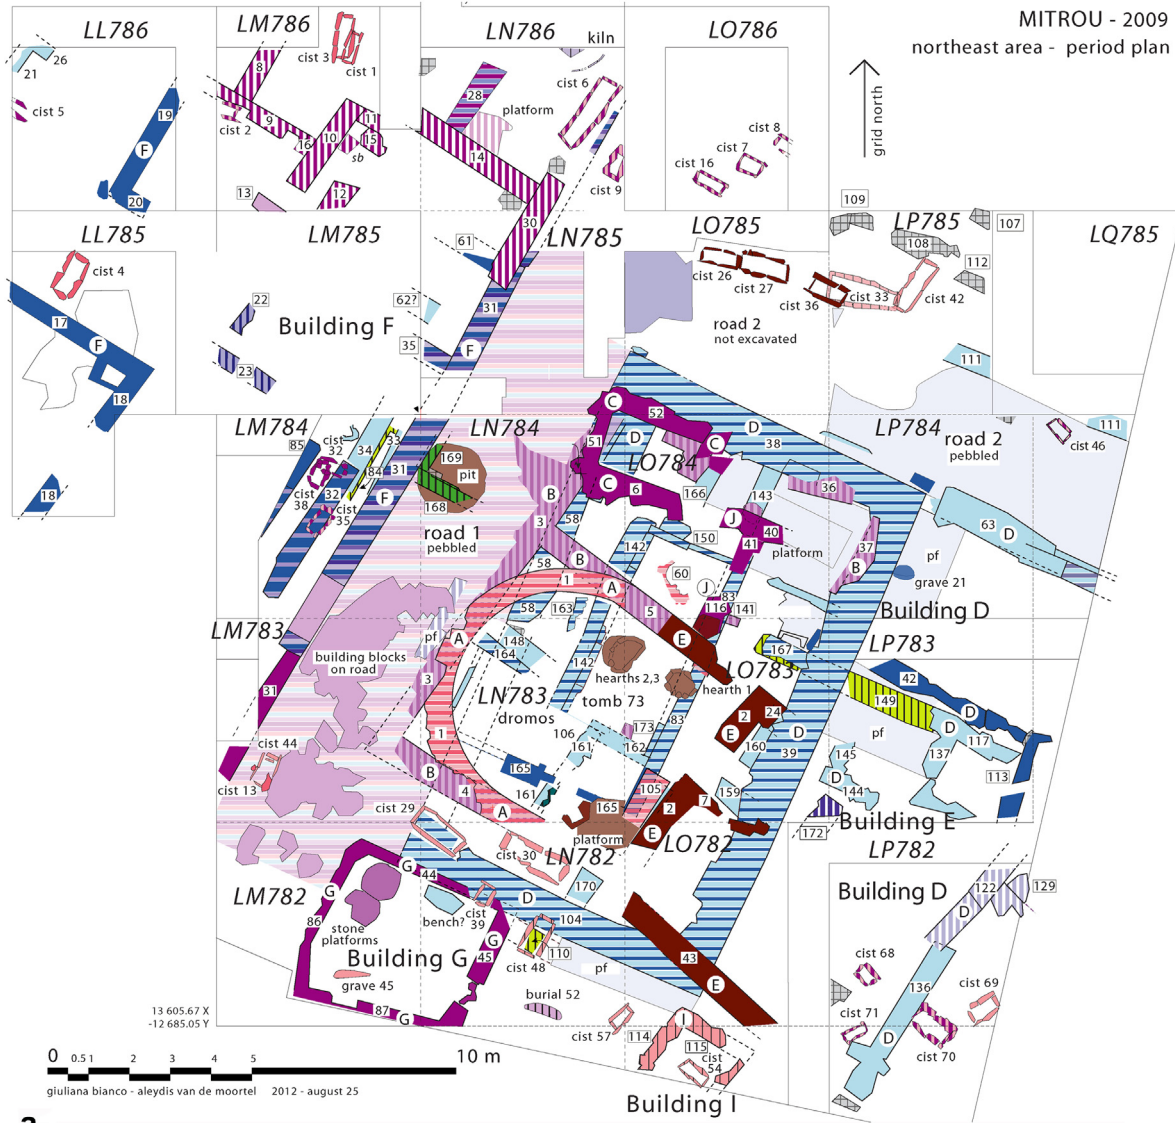 MITROU - 2009
northeast area - period plan
LL786
LM786
LN786
LO786
kiln
grid north
26
21
cist 5
19
F
20
8
cist 3
cist 1
cist 2
9
16
10
11
15
sb
12
13
28
platform
14
cist 6
cist 9
30
cist 16
cist 7
cist 8
109
107
108
112
LL785
LM785
LN785
LO785
LP785
LQ785
cist 4
17
F
18
22
23
Building F
61
62?
31
35
F
cist 26
cist 27
cist 36
cist 33
cist 42
road 2
not excavated
111
LM784
LN784
LO784
LP784
85
cist
32
34
33
84
31
F
cist
38
32
cist
35
18
169
pit
168
road 1
pebbled
C
52
51
D
C
D
38
C
6
166
143
36
B
3
58
150
142
J
40
41
platform
37
B
road 2
pebbled
cist 46
111
63
D
pf
grave 21
Building D
58
B
1
A
60
J
83
116
141
5
E
LM783
LN783
LO783
LP783
building blocks
on road
pf
A
58
163
148
164
142
hearths 2,3
hearth 1
167
42
D
149
31
3
dromos
tomb 73
106
161
173
162
83
2
24
E
D
39
160
pf
D
117
137
113
145
D
144
1
cist 44
cist 13
B
4
165
161
165
105
2
7
159
E
A
172
Building E
cist 29
platform
cist 30
LM782
LN782
LO782
LP782
G
44
G
170
D
104
bench?
cist
39
86
stone
platforms
G
45
110
cist 48
pf
43
E
Building G
grave 45
burial 52
87
G
Building D
122
129
D
cist 68
136
cist 69
cist 71
D
cist 70
13 605.67 X
-12 685.05 Y
cist 57
114
I
115
cist
54
Building I
0 0.5 1 2 3 4 5 10 m
giuliana bianco - aleydis van de moortel 2012 - august 25